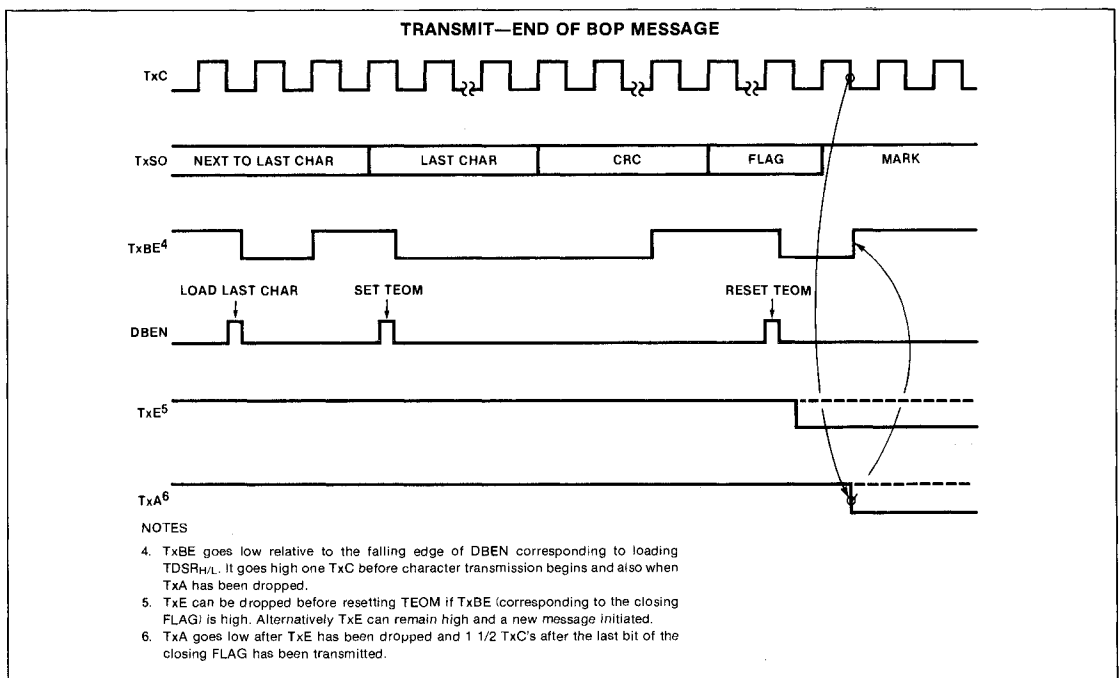 TRANSMIT—END OF BOP MESSAGE
TxC
TxSO NEXT TO LAST CHAR LAST CHAR CRC FLAG MARK
TxBE4
LOAD LAST CHAR SET TEOM RESET TEOM
DBEN
TxE5
TxA6
NOTES
4. TxBE goes low relative to the falling edge of DBEN corresponding to loading
TDSRH/L. It goes high one TxC before character transmission begins and also when
TxA has been dropped.
5. TxE can be dropped before resetting TEOM if TxBE (corresponding to the closing
FLAG) is high. Alternatively TxE can remain high and a new message initiated.
6. TxA goes low after TxE has been dropped and 1 1/2 TxC's after the last bit of the
closing FLAG has been transmitted.